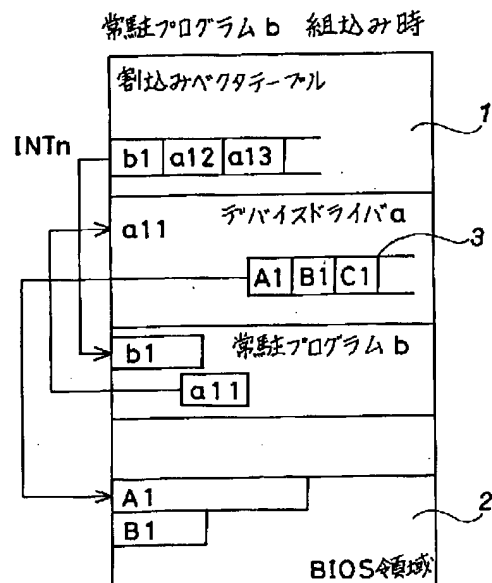 常駐プログラムb 組込み時
割込みベクタテーブル
1
INTn
b1 a12 a13
デバイスドライバa
a11
3
A1 B1 C1
b1 常駐プログラムb
a11
A1
2
B1
BIOS領域